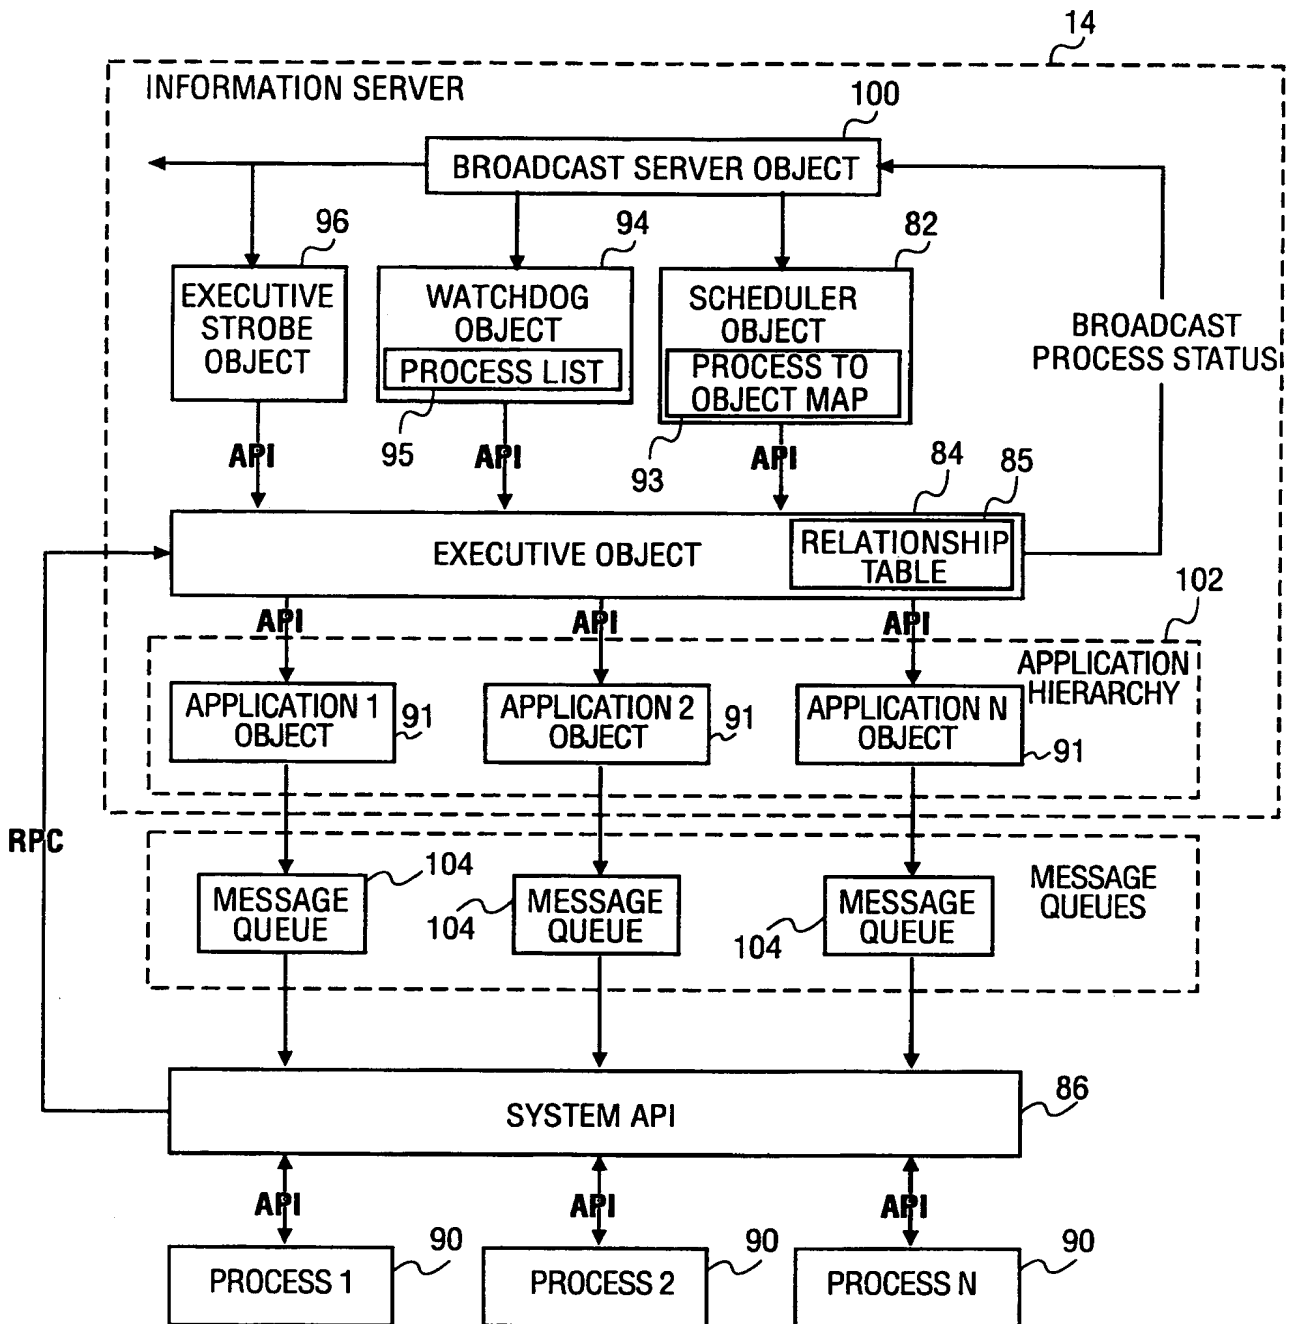 14
INFORMATION SERVER
100
BROADCAST SERVER OBJECT
96
94
82
EXECUTIVE
STROBE
OBJECT
WATCHDOG
OBJECT
PROCESS LIST
SCHEDULER
OBJECT
PROCESS TO
OBJECT MAP
BROADCAST
PROCESS STATUS
API
95
API
93
API
84
85
EXECUTIVE OBJECT
RELATIONSHIP
TABLE
102
API
API
API
APPLICATION
HIERARCHY
APPLICATION 1
OBJECT
91
APPLICATION 2
OBJECT
91
APPLICATION N
OBJECT
91
RPC
104
MESSAGE
QUEUE
104
MESSAGE
QUEUE
104
MESSAGE
QUEUE
MESSAGE
QUEUES
SYSTEM API
86
API
API
API
90
PROCESS 1
90
PROCESS 2
90
PROCESS N